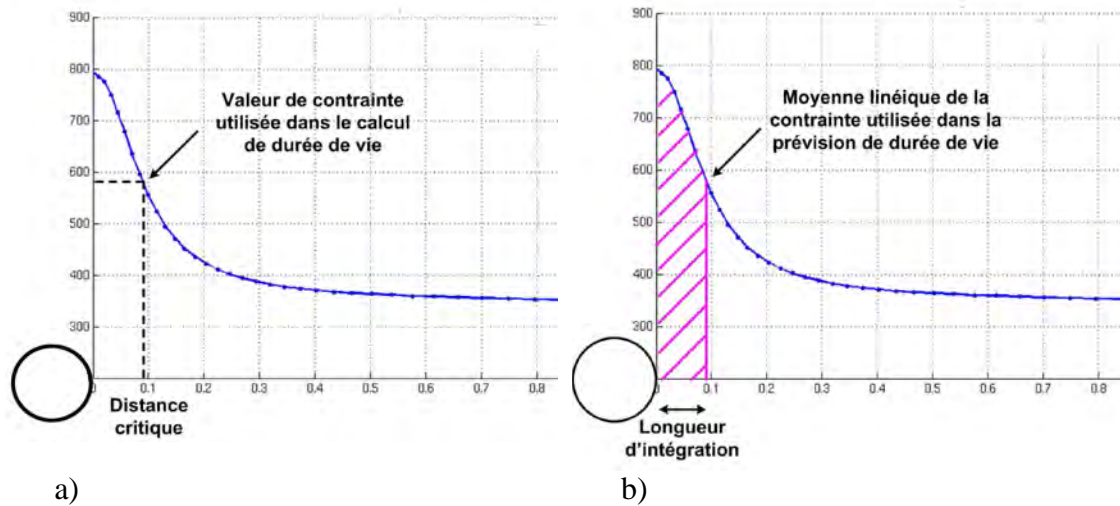 900
800
700
600
500
400
300
0
0.1
0.2
0.3
0.4
0.5
0.6
0.7
0.8
Valeur de contrainte
utilisée dans le calcul
de durée de vie
Distance
critique
a)
900
800
700
600
500
400
300
0.1
0.2
0.3
0.4
0.5
0.6
0.7
0.8
Moyenne linéique de la
contrainte utilisée dans la
prévision de durée de vie
Longueur
d'intégration
b)